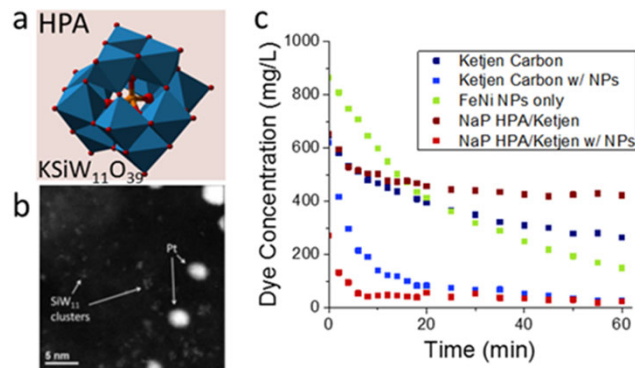 a
HPA
KSiW₁₁O₃₉
b
Pt
SiW₁₁
clusters
5 nm
c
Dye Concentration (mg/L)
1000
800
600
400
200
0
Ketjen Carbon
Ketjen Carbon w/ NPs
FeNi NPs only
NaP HPA/Ketjen
NaP HPA/Ketjen w/ NPs
0 20 40 60
Time (min)